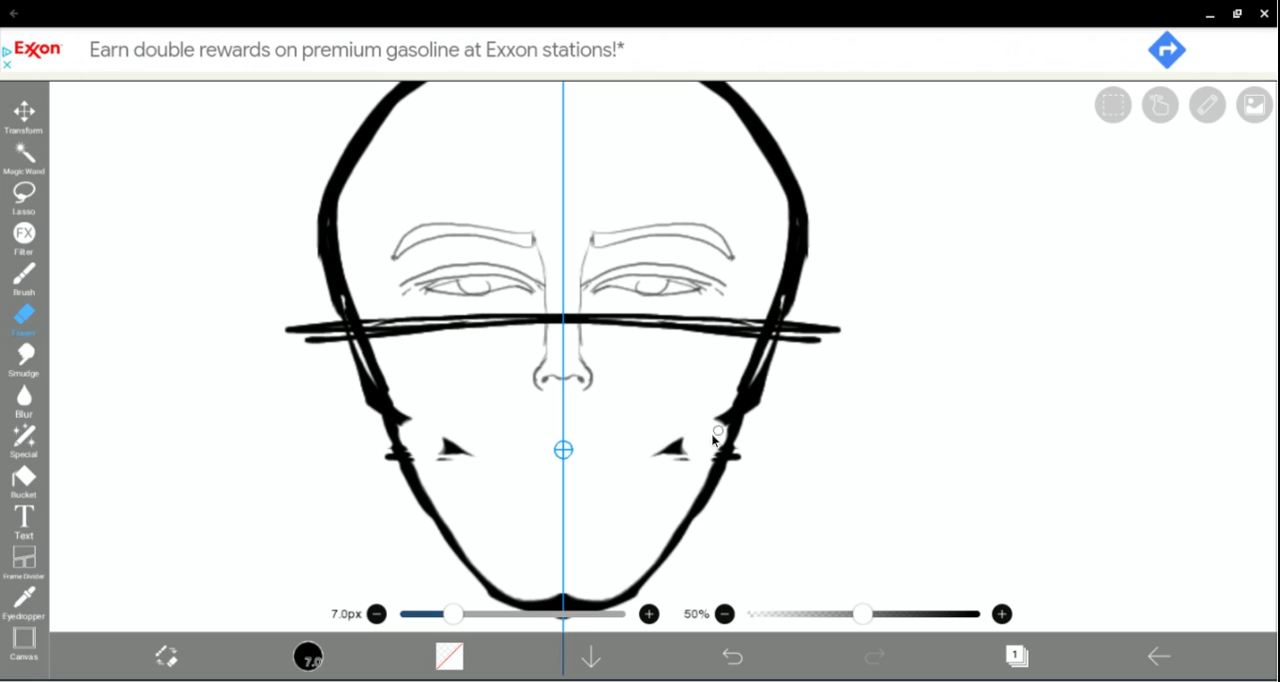 Exxon
Earn double rewards on premium gasoline at Exxon stations!*
Transform
Magic Wand
Lasso
FX
Filter
Brush
Eraser
Smudge
Blur
Special
Bucket
T
Text
Frame Divider
Eyedropper
Canvas
7.0px
50%
7.0
1